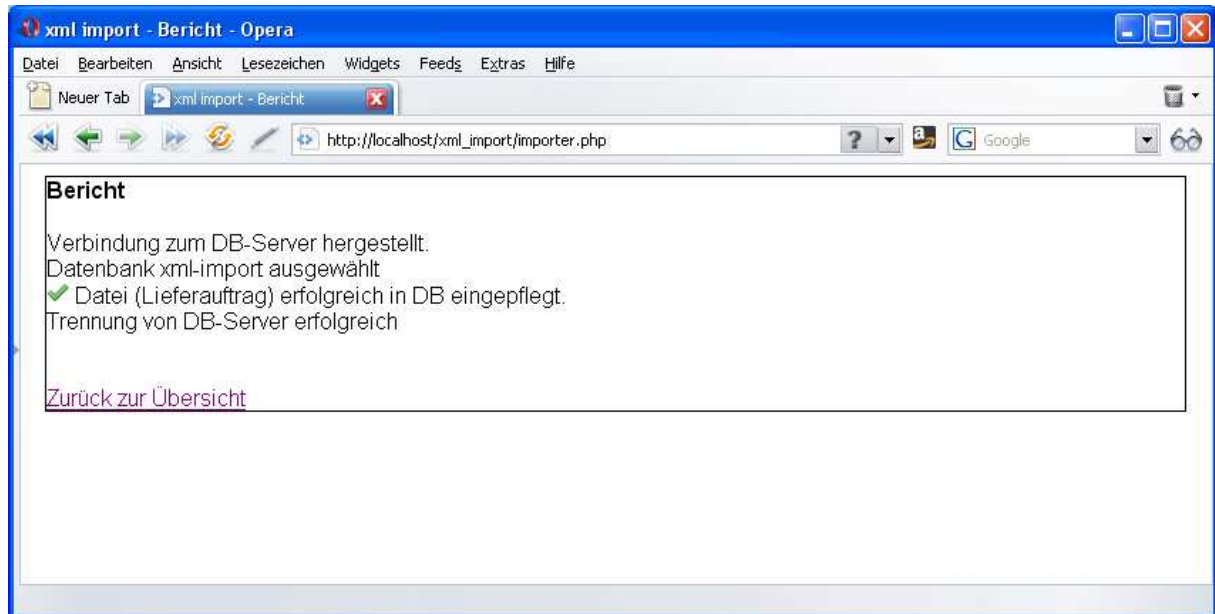 xml import - Bericht - Opera
Datei Bearbeiten Ansicht Lesezeichen Widgets Feeds Extras Hilfe
Neuer Tab xml import - Bericht
http://localhost/xml_import/importer.php ? a G Google
Bericht
Verbindung zum DB-Server hergestellt.
Datenbank xml-import ausgewählt
Datei (Lieferauftrag) erfolgreich in DB eingepflegt.
Trennung von DB-Server erfolgreich
Zurück zur Übersicht